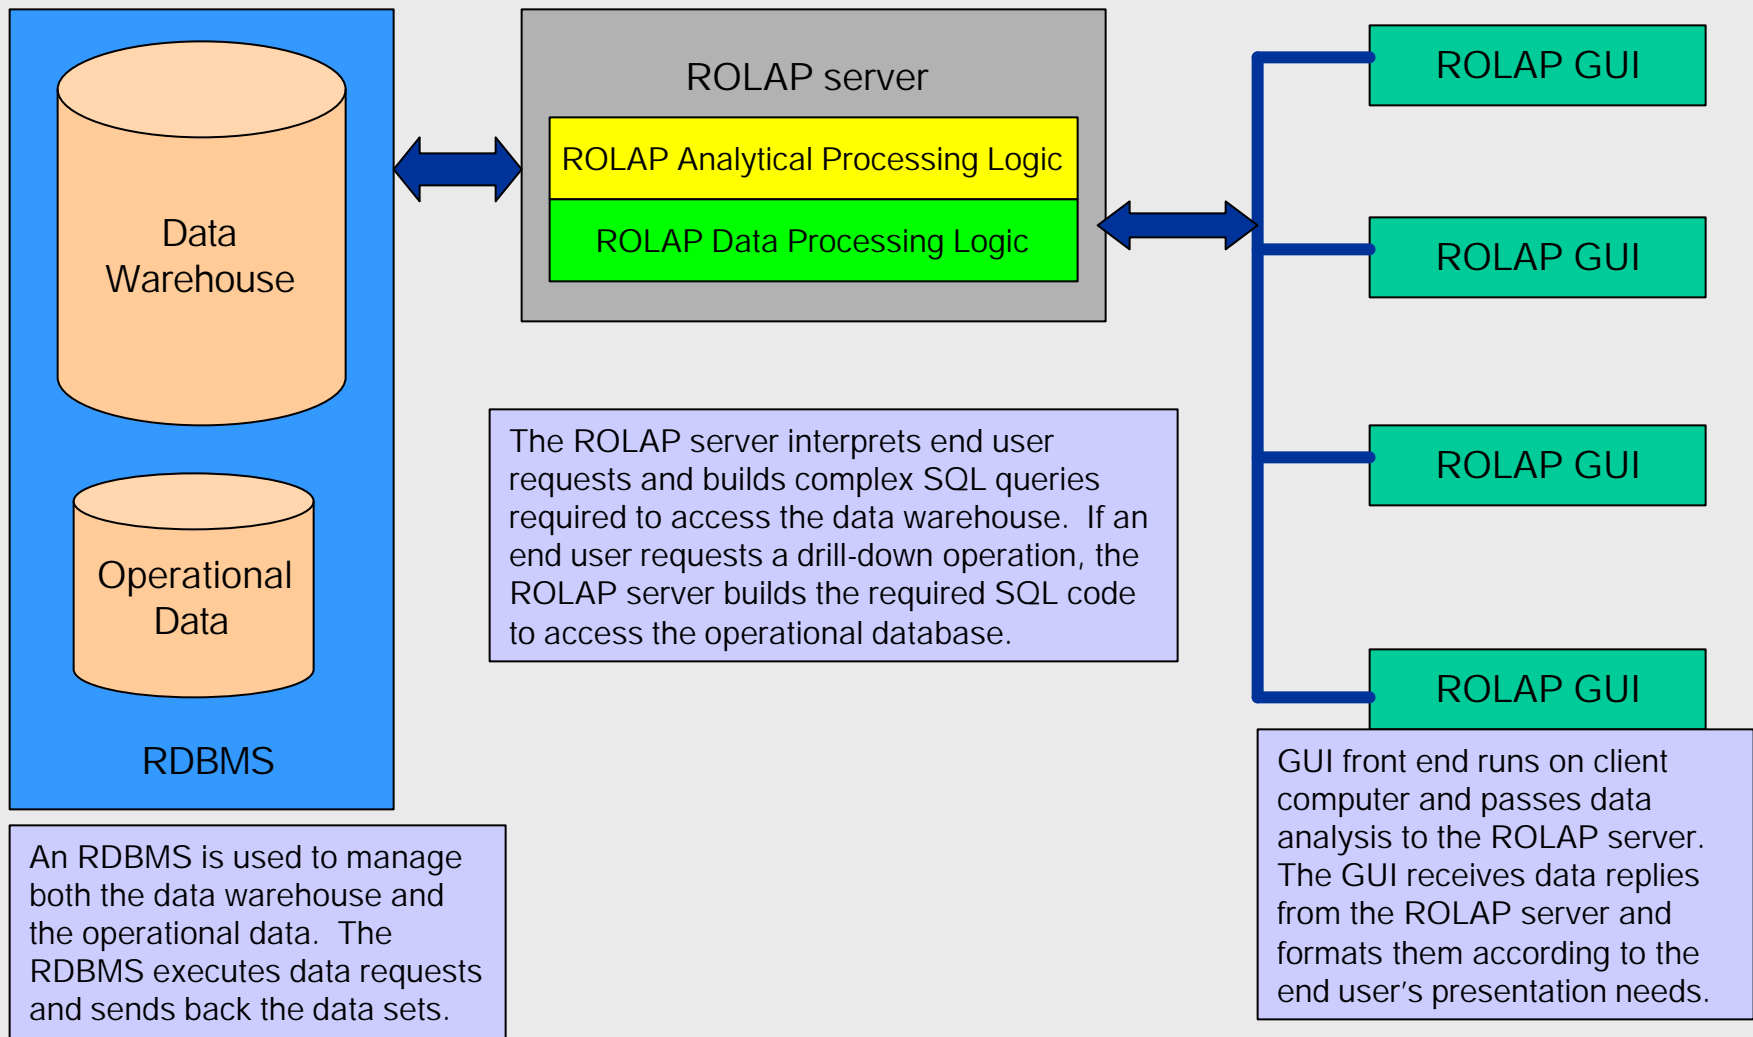 Data
Warehouse
Operational
Data
RDBMS
An RDBMS is used to manage
both the data warehouse and
the operational data.  The
RDBMS executes data requests
and sends back the data sets.
ROLAP server
ROLAP Analytical Processing Logic
ROLAP Data Processing Logic
The ROLAP server interprets end user
requests and builds complex SQL queries
required to access the data warehouse.  If an
end user requests a drill-down operation, the
ROLAP server builds the required SQL code
to access the operational database.
ROLAP GUI
ROLAP GUI
ROLAP GUI
ROLAP GUI
GUI front end runs on client
computer and passes data
analysis to the ROLAP server.
The GUI receives data replies
from the ROLAP server and
formats them according to the
end user’s presentation needs.